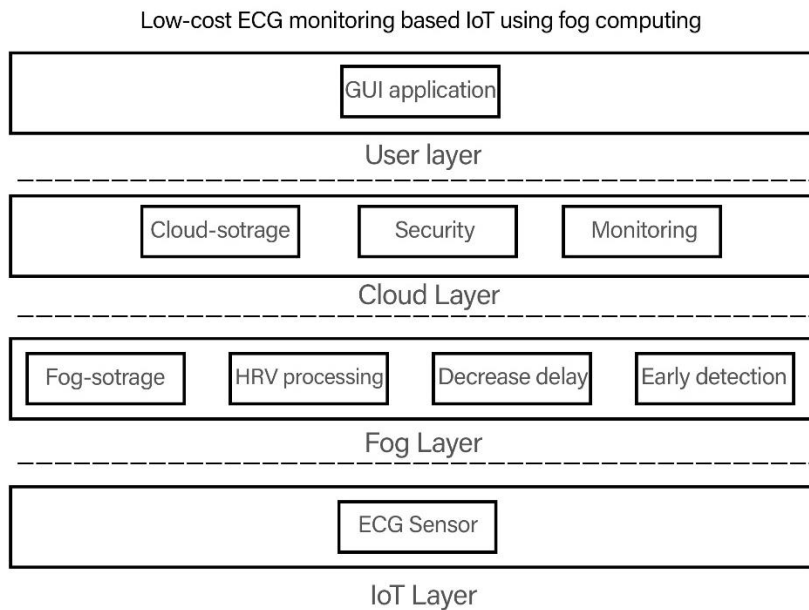 Low-cost ECG monitoring based IoT using fog computing
GUI application
User layer
Cloud-sotrage Security Monitoring
Cloud Layer
Fog-sotrage HRV processing Decrease delay Early detection
Fog Layer
ECG Sensor
IoT Layer